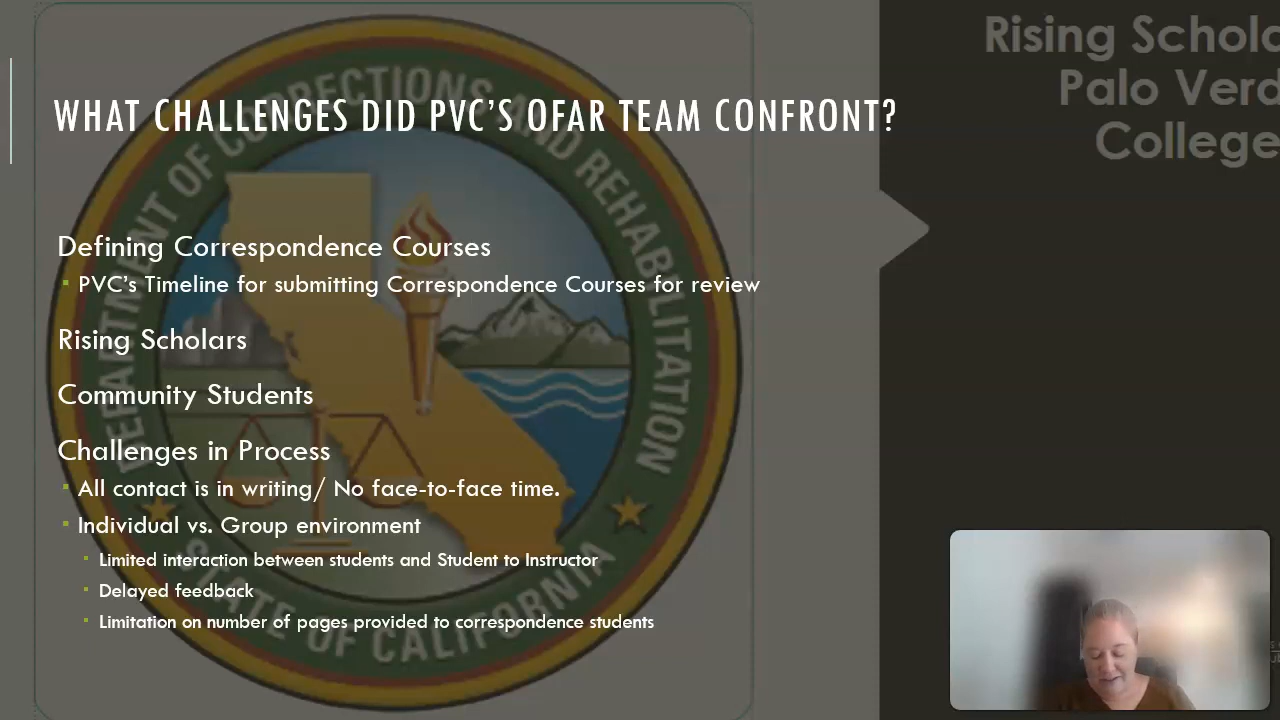 Rising Schola
Palo Verd
College
WHAT CHALLENGES DID PVC'S OFAR TEAM CONFRONT?
DEPARTMENT OF CORRECTIONS AND REHABILITATION
STATE OF CALIFORNIA
Defining Correspondence Courses
PVC's Timeline for submitting Correspondence Courses for review
Rising Scholars
Community Students
Challenges in Process
All contact is in writing/ No face-to-face time.
Individual vs. Group environment
Limited interaction between students and Student to Instructor
Delayed feedback
Limitation on number of pages provided to correspondence students